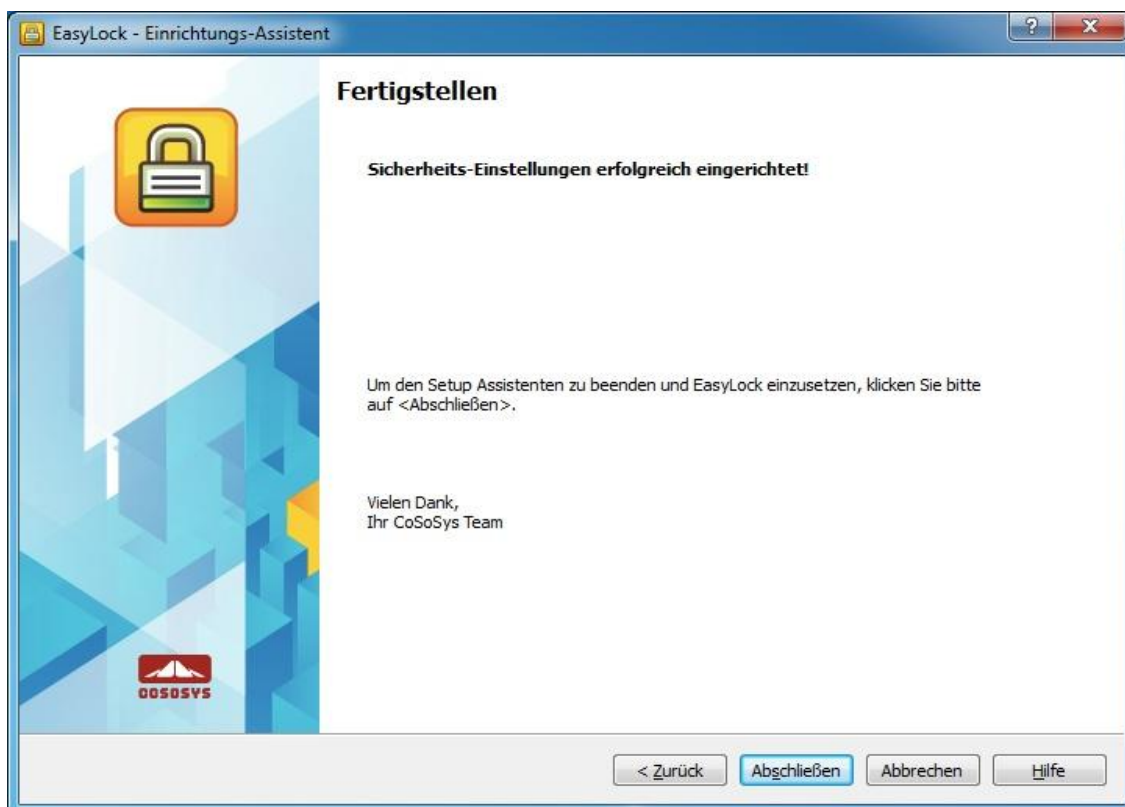 EasyLock - Einrichtungs-Assistent
Fertigstellen
Sicherheits-Einstellungen erfolgreich eingerichtet!
Um den Setup Assistenten zu beenden und EasyLock einzusetzen, klicken Sie bitte
auf <Abschließen>.
Vielen Dank,
Ihr CoSoSys Team
COSOSYS
< Zurück Abschließen Abbrechen Hilfe